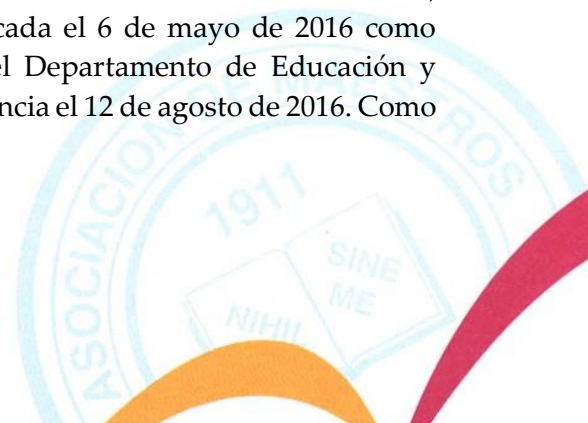 cada el 6 de mayo de 2016 como
el Departamento de Educación y
ncia el 12 de agosto de 2016. Como
ASOCIACION DE MAESTROS
1911
SINE
ME
NIHIL